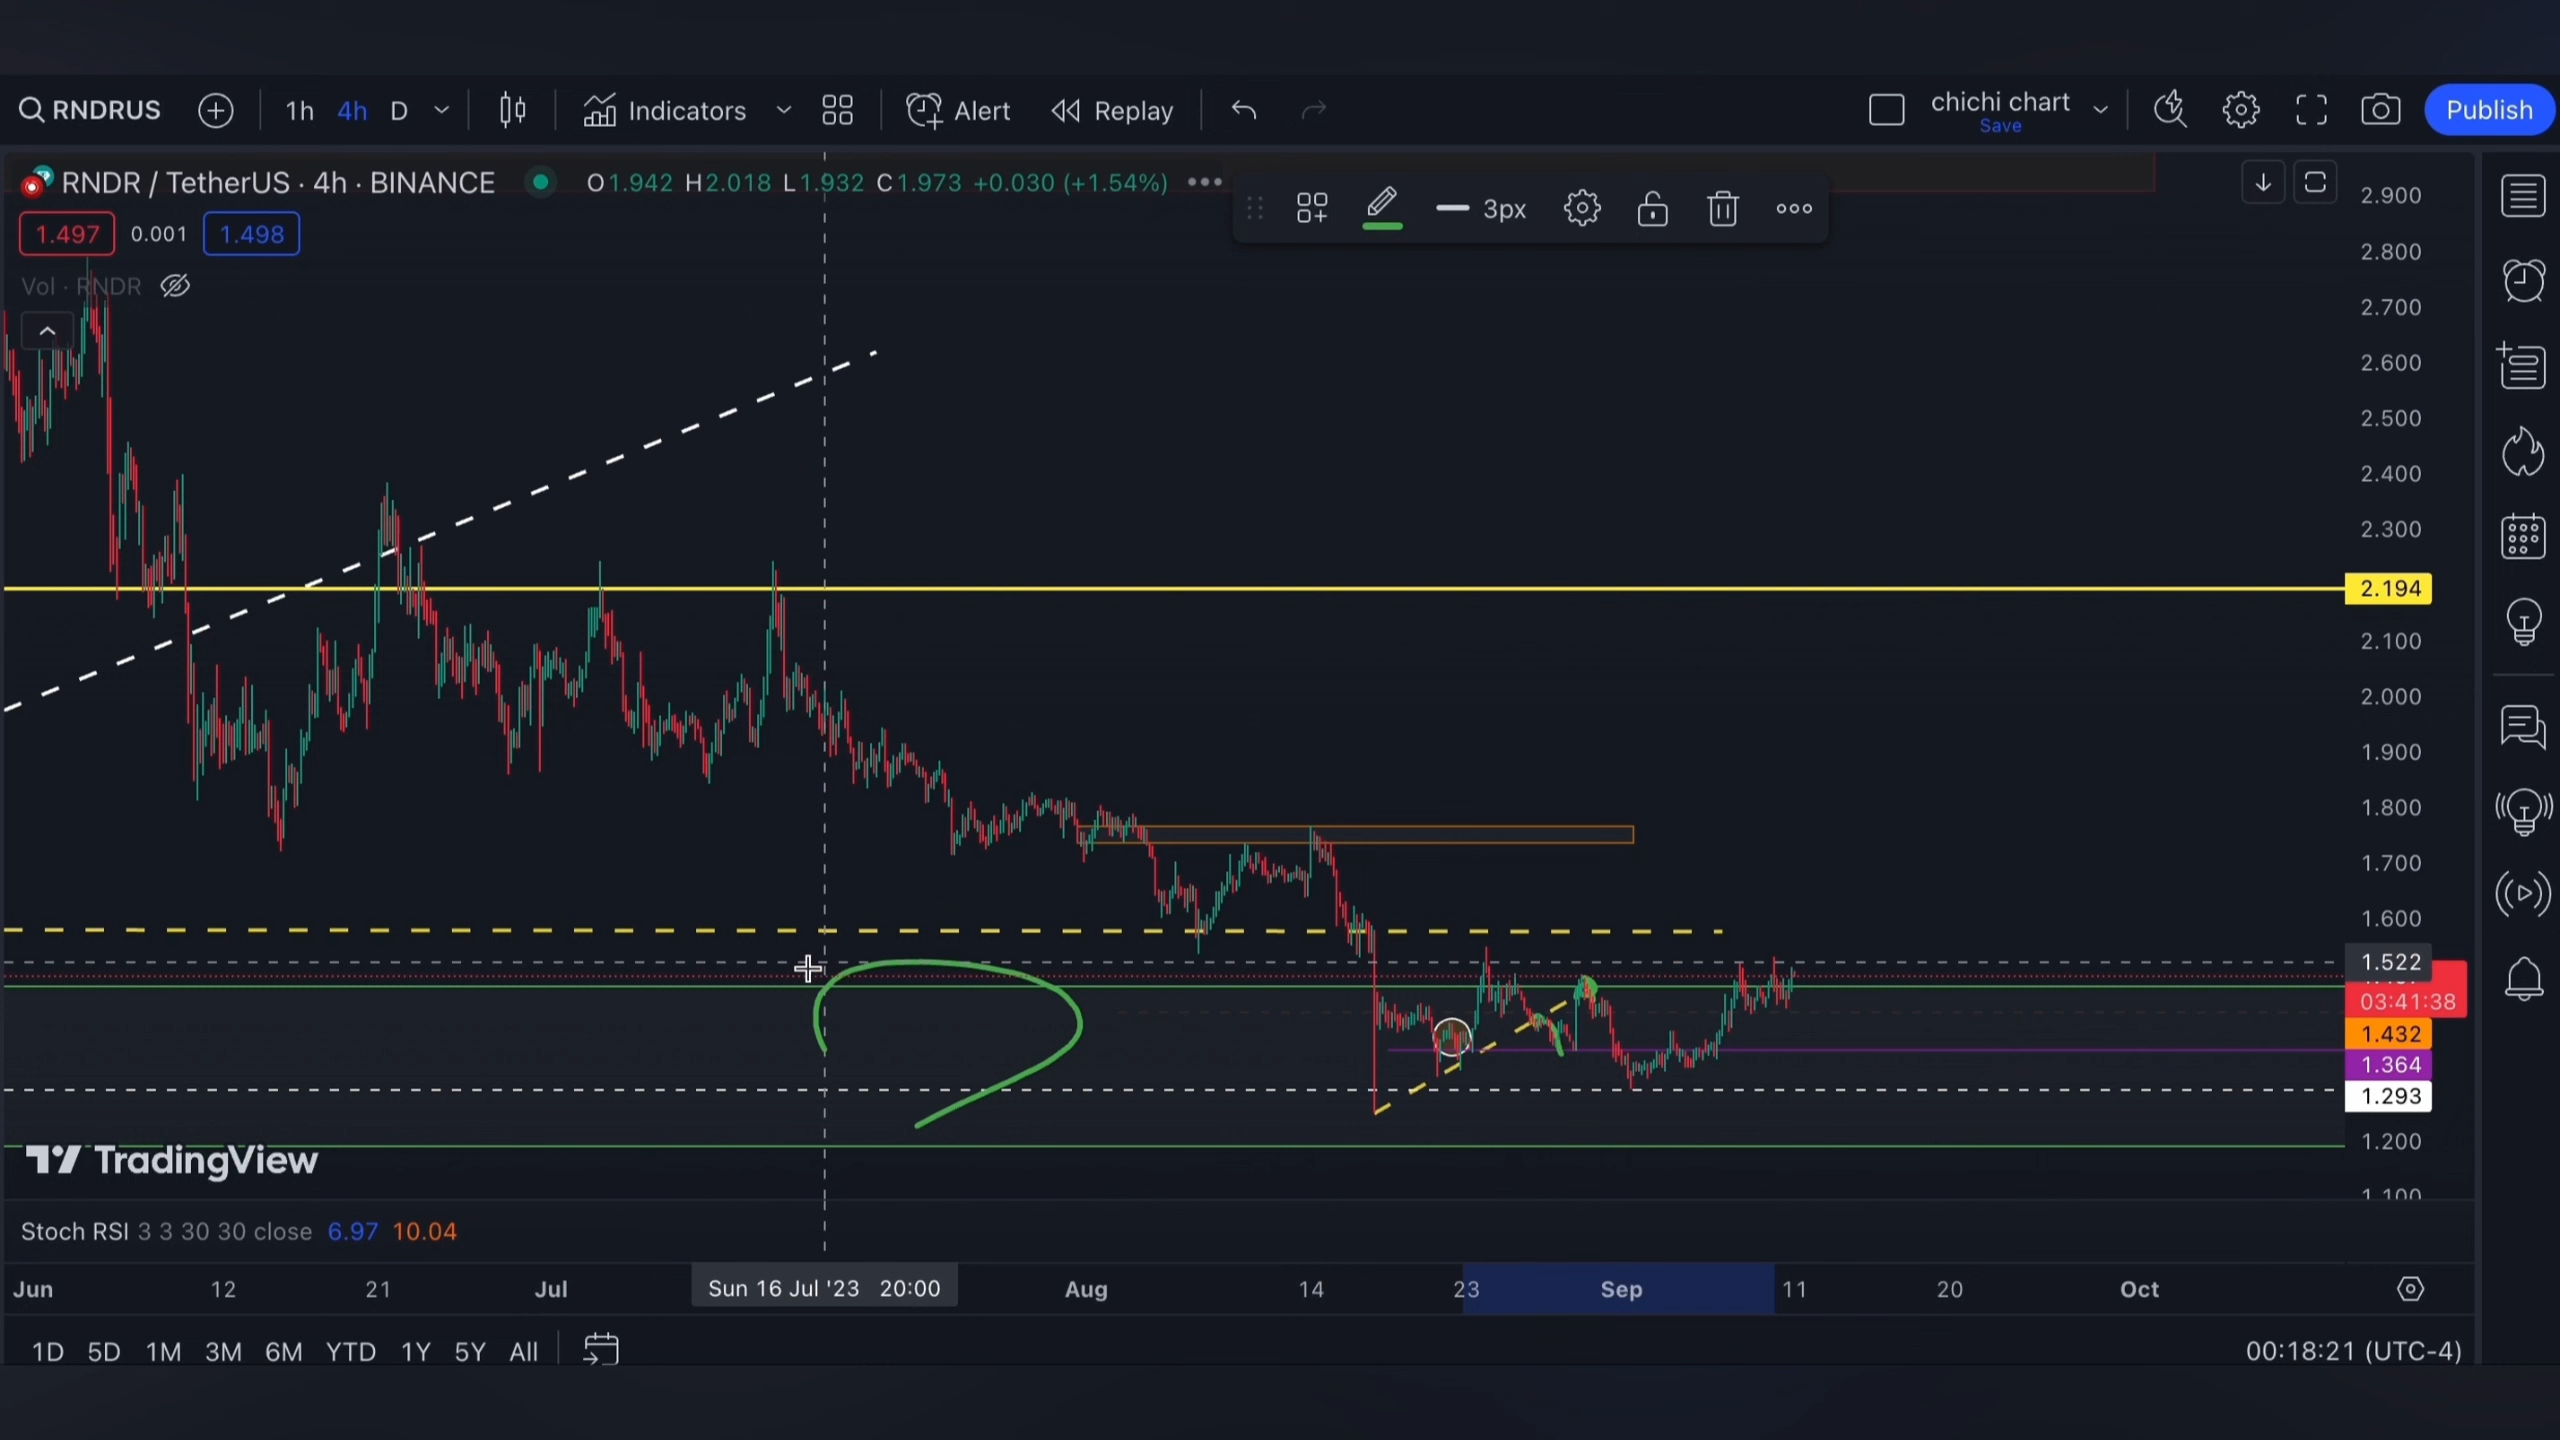 RNDRUS 1h 4h D Indicators Alert Replay chichi chart Publish
Save
RNDR / TetherUS · 4h · BINANCE O1.942 H2.018 L1.932 C1.973 +0.030 (+1.54%)
1.497 0.001 1.498
3px
Vol · RNDR
2.900
2.800
2.700
2.600
2.500
2.400
2.300
2.194
2.100
2.000
1.900
1.800
1.700
1.600
1.522
03:41:38
1.432
1.364
1.293
1.200
1.100
TradingView
Stoch RSI 3 3 30 30 close 6.97 10.04
Jun 12 21 Jul Sun 16 Jul '23 20:00 Aug 14 23 Sep 11 20 Oct
1D 5D 1M 3M 6M YTD 1Y 5Y All 00:18:21 (UTC-4)